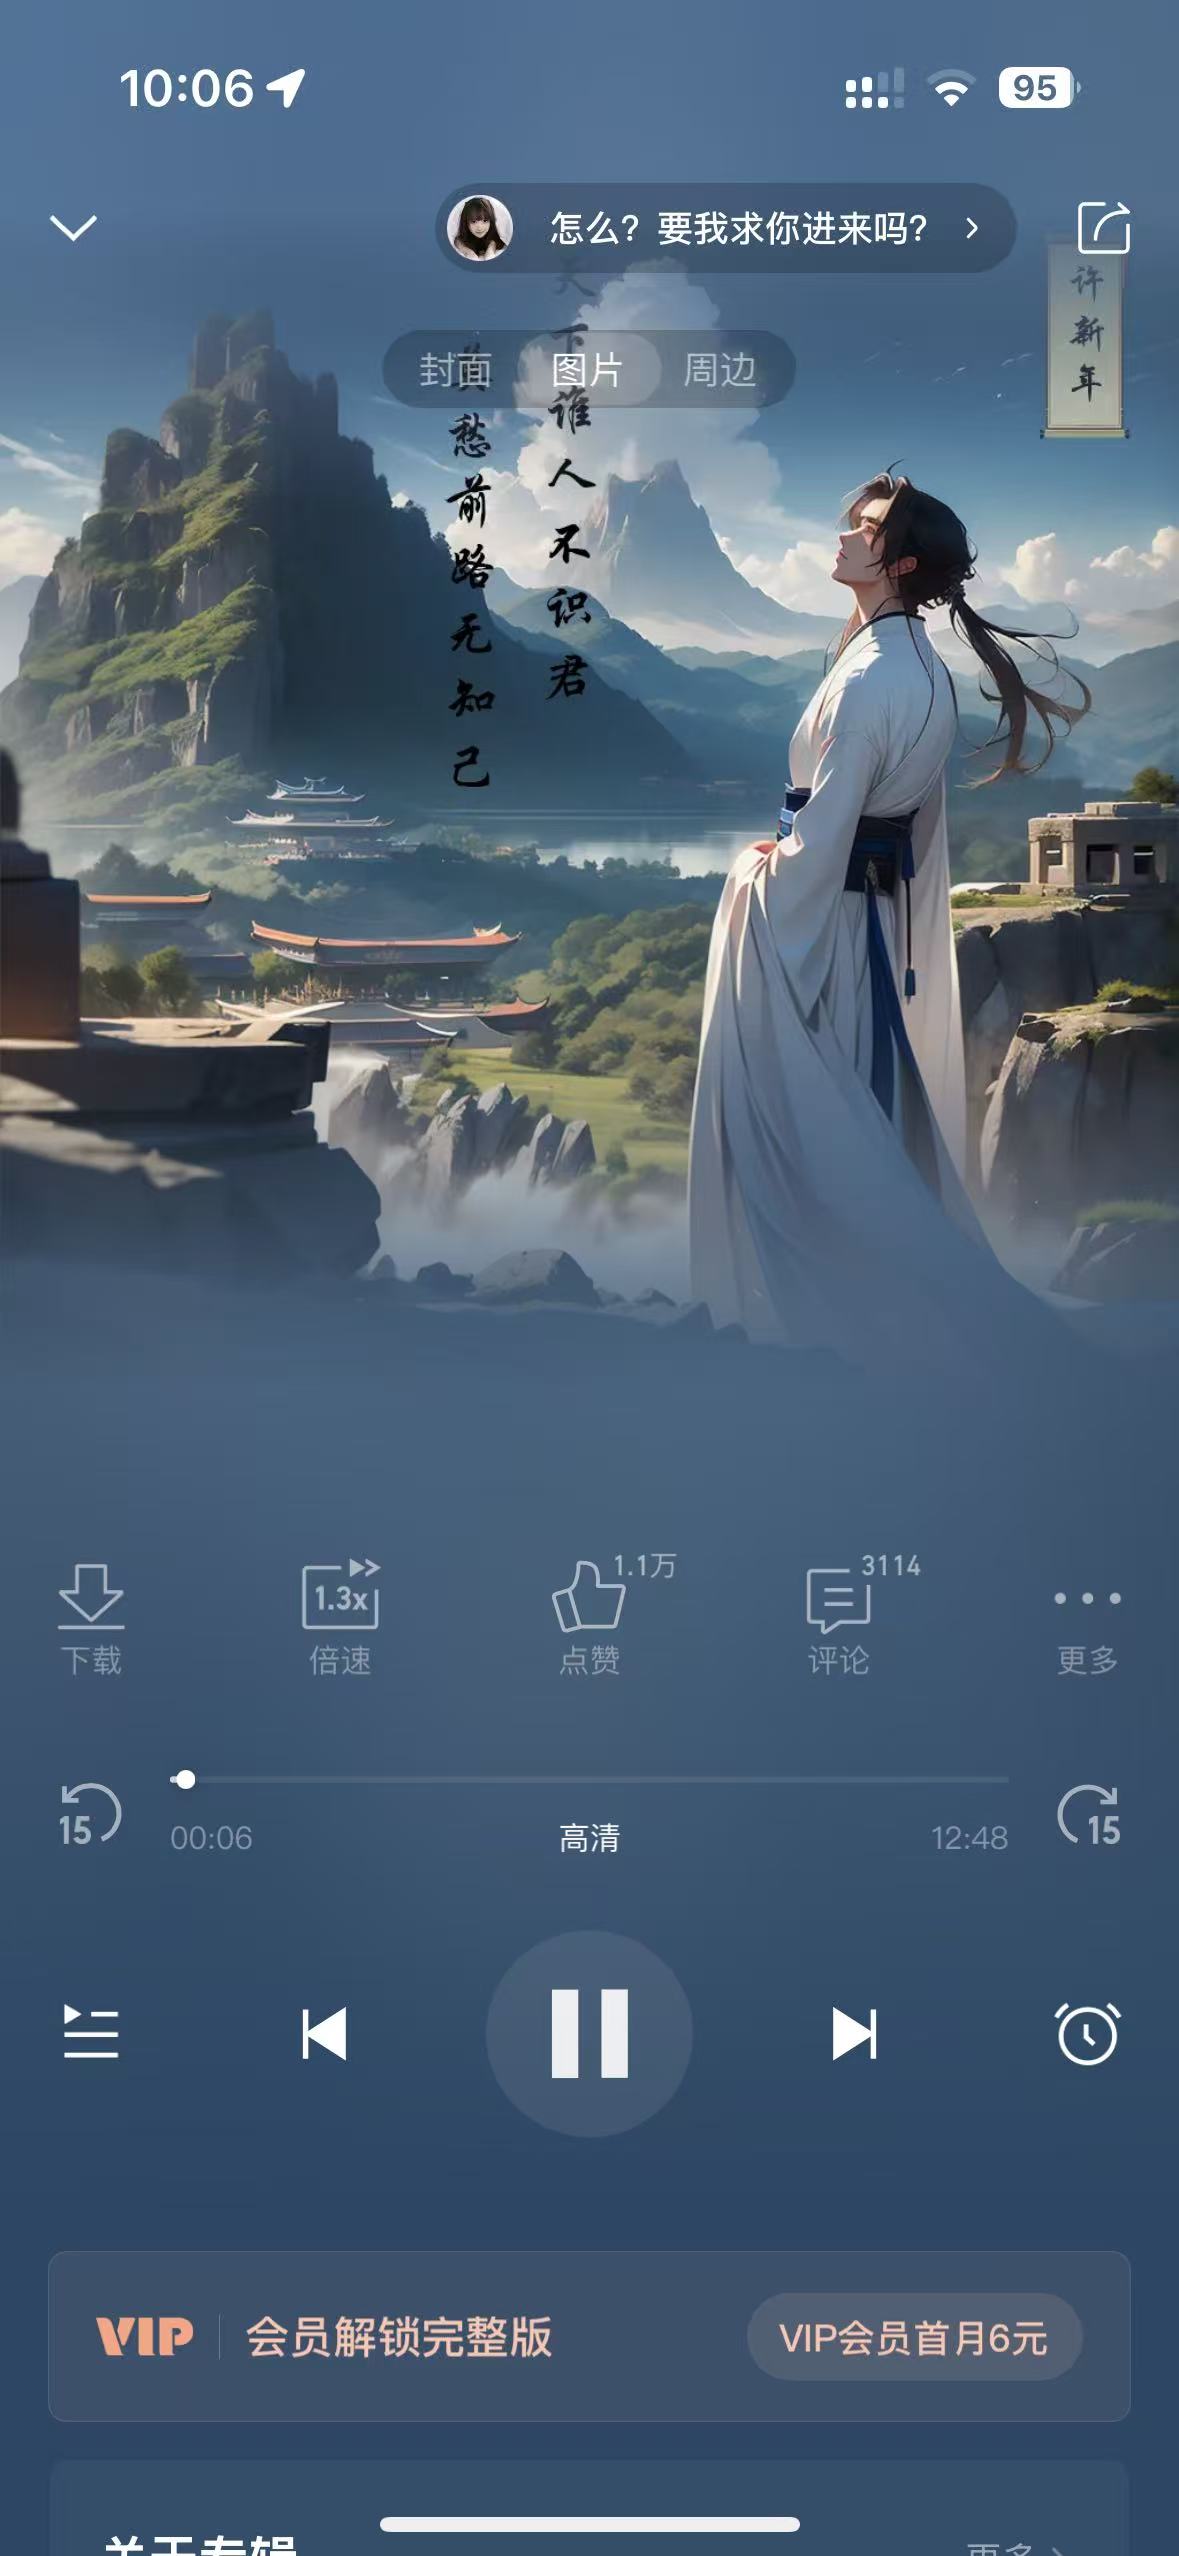 10:06
95
怎么？要我求你进来吗？
许新年
封面 图片 周边
莫愁前路无知己
天下谁人不识君
1.1万
3114
1.3x
下载 倍速 点赞 评论 更多
15
15
00:06 高清 12:48
VIP 会员解锁完整版 VIP会员首月6元
关于专辑 更多